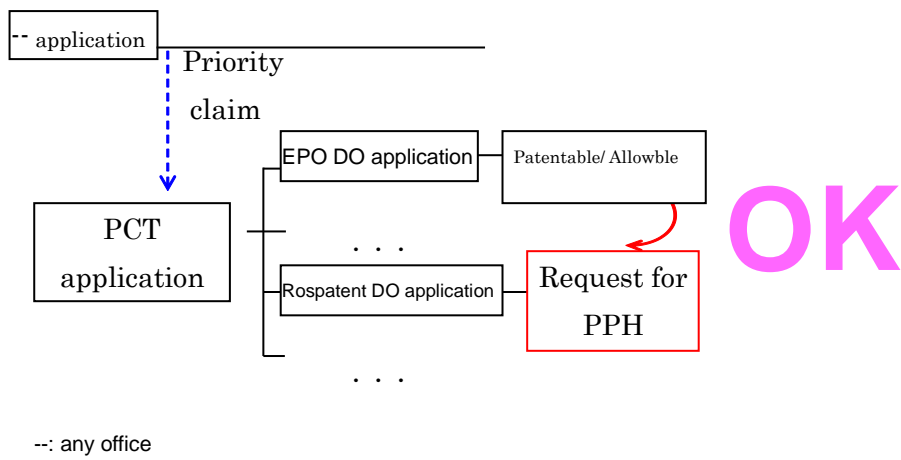 -- application
Priority
claim
EPO DO application
Patentable/ Allowble
OK
PCT
application
. . .
Rospatent DO application
Request for
PPH
. . .
--: any office